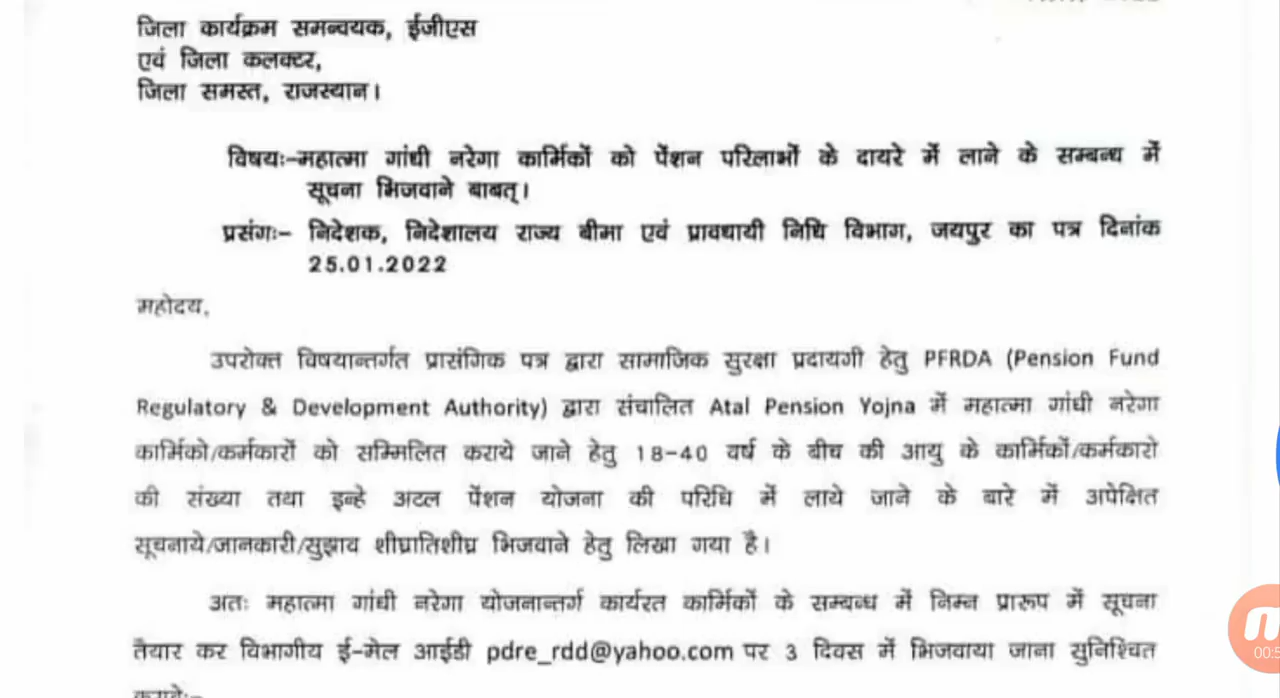 जिला कार्यक्रम समन्वयक, ईजीएस
एवं जिला कलक्टर,
जिला समस्त, राजस्थान।
विषयः–महात्मा गांधी नरेगा कार्मिकों को पेंशन परिलाभों के दायरे में लाने के सम्बन्ध में
सूचना भिजवाने बाबत्।
प्रसंगः– निदेशक, निदेशालय राज्य बीमा एवं प्रावधायी निधि विभाग, जयपुर का पत्र दिनांक
25.01.2022
महोदय,
उपरोक्त विषयान्तर्गत प्रासंगिक पत्र द्वारा सामाजिक सुरक्षा प्रदायगी हेतु PFRDA (Pension Fund
Regulatory & Development Authority) द्वारा संचालित Atal Pension Yojna में महात्मा गांधी नरेगा
कार्मिको/कर्मकारों को सम्मिलित कराये जाने हेतु 18–40 वर्ष के बीच की आयु के कार्मिकों/कर्मकारो
की संख्या तथा इन्हे अटल पेंशन योजना की परिधि में लाये जाने के बारे में अपेक्षित
सूचनाये/जानकारी/सुझाव शीघ्रातिशीघ्र भिजवाने हेतु लिखा गया है।
अतः महात्मा गांधी नरेगा योजनान्तर्ग कार्यरत कार्मिकों के सम्बन्ध में निम्न प्रारूप में सूचना
तैयार कर विभागीय ई–मेल आईडी pdre_rdd@yahoo.com पर 3 दिवस में भिजवाया जाना सुनिश्चित